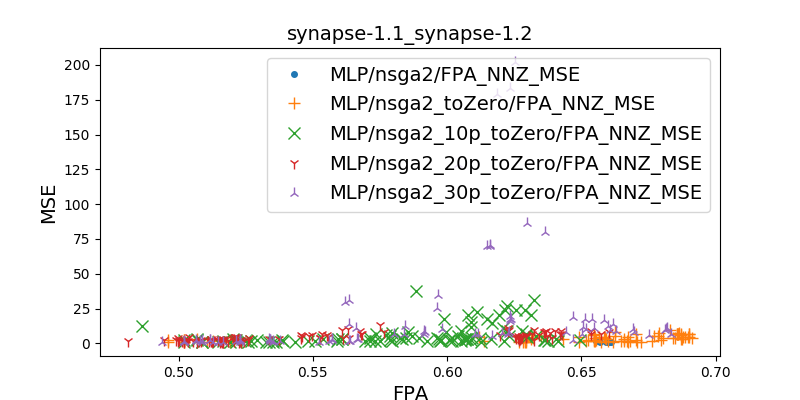 synapse-1.1_synapse-1.2
200
175
150
125
100
75
50
25
0
MSE
MLP/nsga2/FPA_NNZ_MSE
MLP/nsga2_toZero/FPA_NNZ_MSE
MLP/nsga2_10p_toZero/FPA_NNZ_MSE
MLP/nsga2_20p_toZero/FPA_NNZ_MSE
MLP/nsga2_30p_toZero/FPA_NNZ_MSE
0.50 0.55 0.60 0.65 0.70
FPA